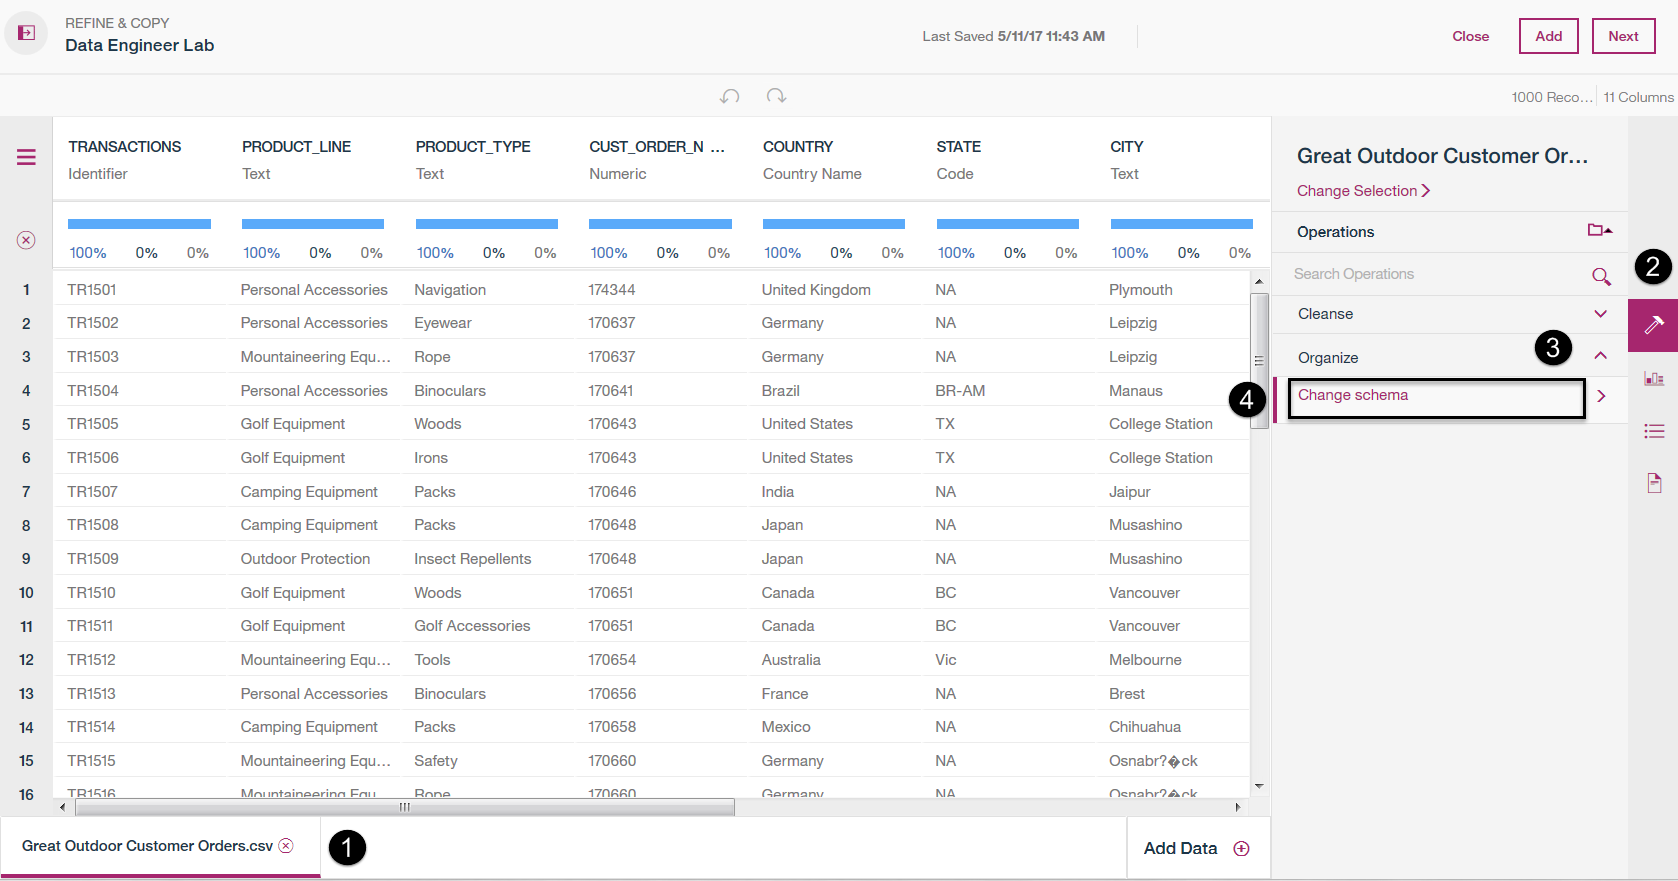 REFINE & COPY
Data Engineer Lab
Last Saved 5/11/17 11:43 AM
Close
Add
Next
1000 Reco... 11 Columns
TRANSACTIONS PRODUCT_LINE PRODUCT_TYPE CUST_ORDER_N ... COUNTRY STATE CITY
Identifier Text Text Numeric Country Name Code Text
100% 0% 0% 100% 0% 0% 100% 0% 0% 100% 0% 0% 100% 0% 0% 100% 0% 0% 100% 0% 0%
1 TR1501 Personal Accessories Navigation 174344 United Kingdom NA Plymouth
2 TR1502 Personal Accessories Eyewear 170637 Germany NA Leipzig
3 TR1503 Mountaineering Equ... Rope 170637 Germany NA Leipzig
4 TR1504 Personal Accessories Binoculars 170641 Brazil BR-AM Manaus
5 TR1505 Golf Equipment Woods 170643 United States TX College Station
6 TR1506 Golf Equipment Irons 170643 United States TX College Station
7 TR1507 Camping Equipment Packs 170646 India NA Jaipur
8 TR1508 Camping Equipment Packs 170648 Japan NA Musashino
9 TR1509 Outdoor Protection Insect Repellents 170648 Japan NA Musashino
10 TR1510 Golf Equipment Woods 170651 Canada BC Vancouver
11 TR1511 Golf Equipment Golf Accessories 170651 Canada BC Vancouver
12 TR1512 Mountaineering Equ... Tools 170654 Australia Vic Melbourne
13 TR1513 Personal Accessories Binoculars 170656 France NA Brest
14 TR1514 Camping Equipment Packs 170658 Mexico NA Chihuahua
15 TR1515 Mountaineering Equ... Safety 170660 Germany NA Osnabr?�ck
16 TR1516 Mountaineering Equ... Rope 170660 Germany NA Osnabr?�ck
Great Outdoor Customer Or...
Change Selection
Operations
Search Operations
2
Cleanse
Organize
3
4
Change schema
Great Outdoor Customer Orders.csv
1
Add Data